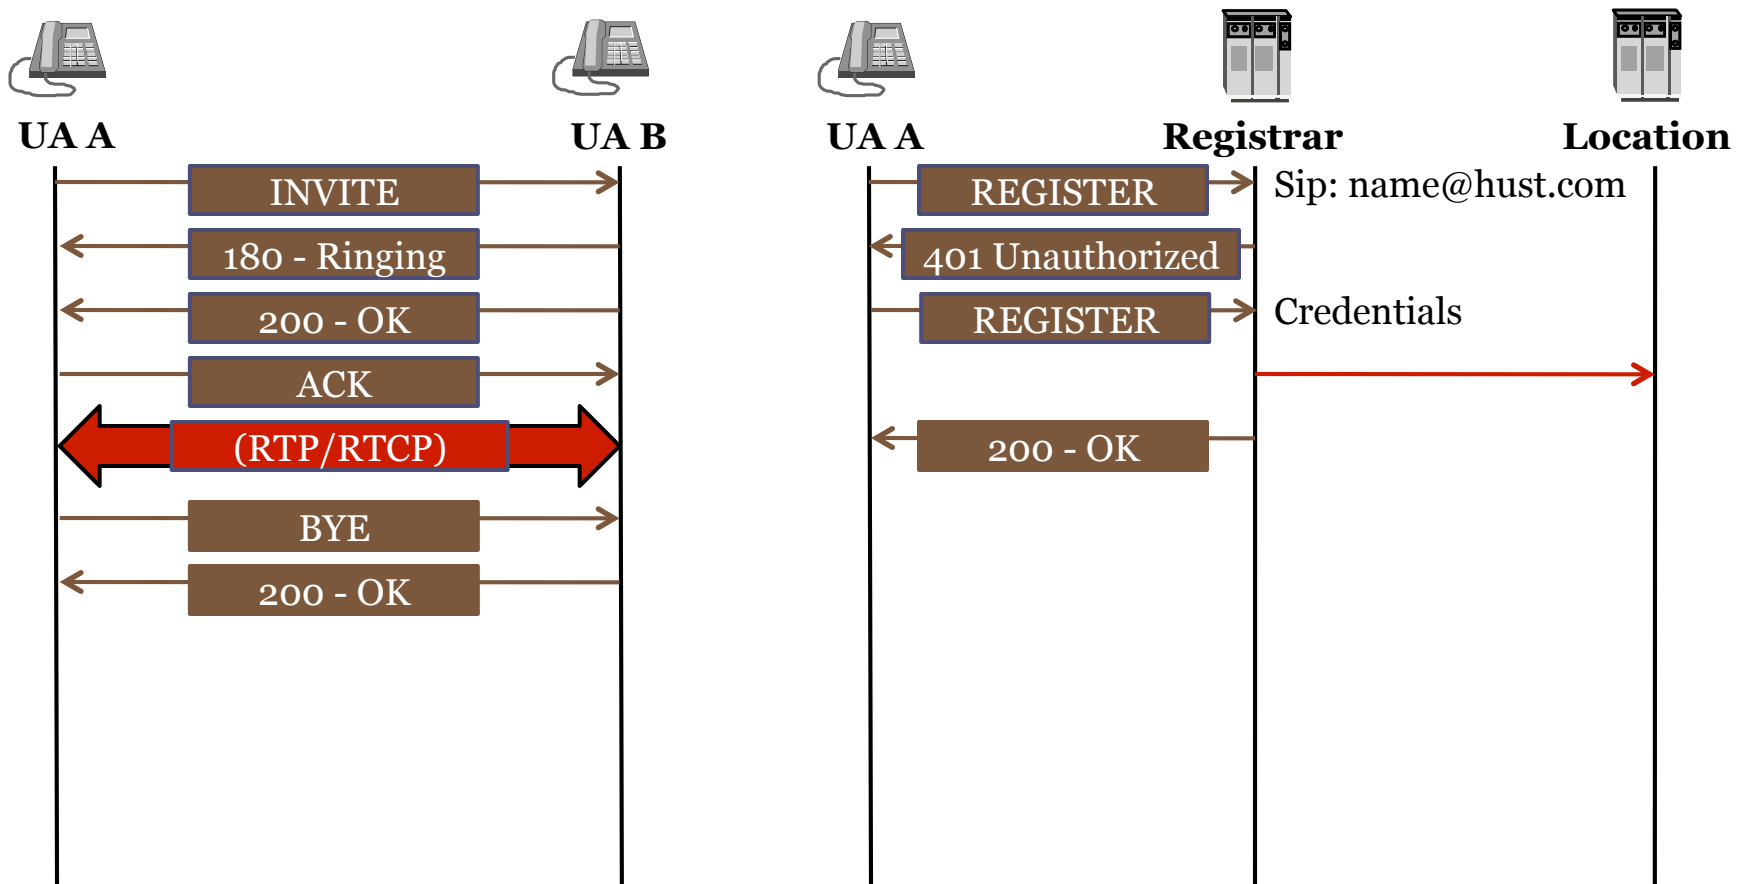 UA A
UA B
INVITE
180 - Ringing
200 - OK
ACK
(RTP/RTCP)
BYE
200 - OK
UA A
Registrar
Location
REGISTER
Sip: name@hust.com
401 Unauthorized
REGISTER
Credentials
200 - OK